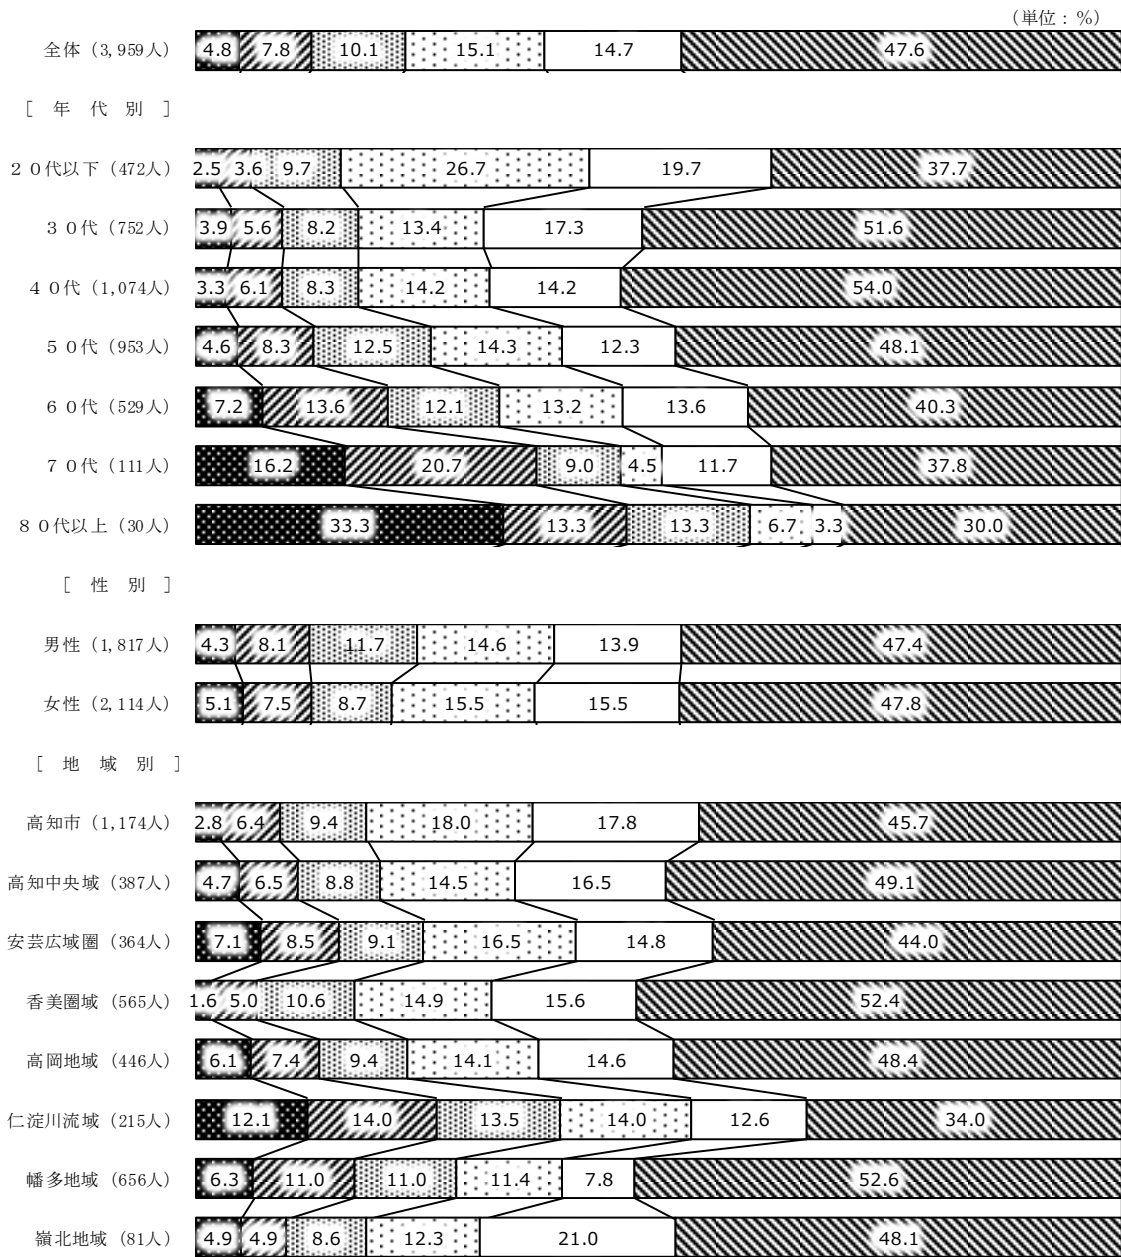 （単位：％）
全体（3,959人） 4.8 7.8 10.1 15.1 14.7 47.6
［ 年 代 別 ］
２０代以下（472人） 2.5 3.6 9.7 26.7 19.7 37.7
３０代（752人） 3.9 5.6 8.2 13.4 17.3 51.6
４０代（1,074人） 3.3 6.1 8.3 14.2 14.2 54.0
５０代（953人） 4.6 8.3 12.5 14.3 12.3 48.1
６０代（529人） 7.2 13.6 12.1 13.2 13.6 40.3
７０代（111人） 16.2 20.7 9.0 4.5 11.7 37.8
８０代以上（30人） 33.3 13.3 13.3 6.7 3.3 30.0
［ 性 別 ］
男性（1,817人） 4.3 8.1 11.7 14.6 13.9 47.4
女性（2,114人） 5.1 7.5 8.7 15.5 15.5 47.8
［ 地 域 別 ］
高知市（1,174人） 2.8 6.4 9.4 18.0 17.8 45.7
高知中央域（387人） 4.7 6.5 8.8 14.5 16.5 49.1
安芸広域圏（364人） 7.1 8.5 9.1 16.5 14.8 44.0
香美圏域（565人） 1.6 5.0 10.6 14.9 15.6 52.4
高岡地域（446人） 6.1 7.4 9.4 14.1 14.6 48.4
仁淀川流域（215人） 12.1 14.0 13.5 14.0 12.6 34.0
幡多地域（656人） 6.3 11.0 11.0 11.4 7.8 52.6
嶺北地域（81人） 4.9 4.9 8.6 12.3 21.0 48.1